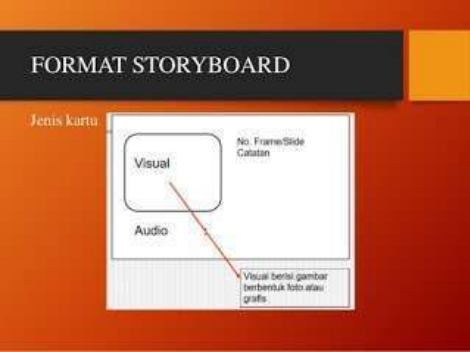 FORMAT STORYBOARD
Jenis kartu
No. Frame/Slide
Catatan
Visual
Audio
:
Visual berisi gambar
berbentuk foto atau
grafis